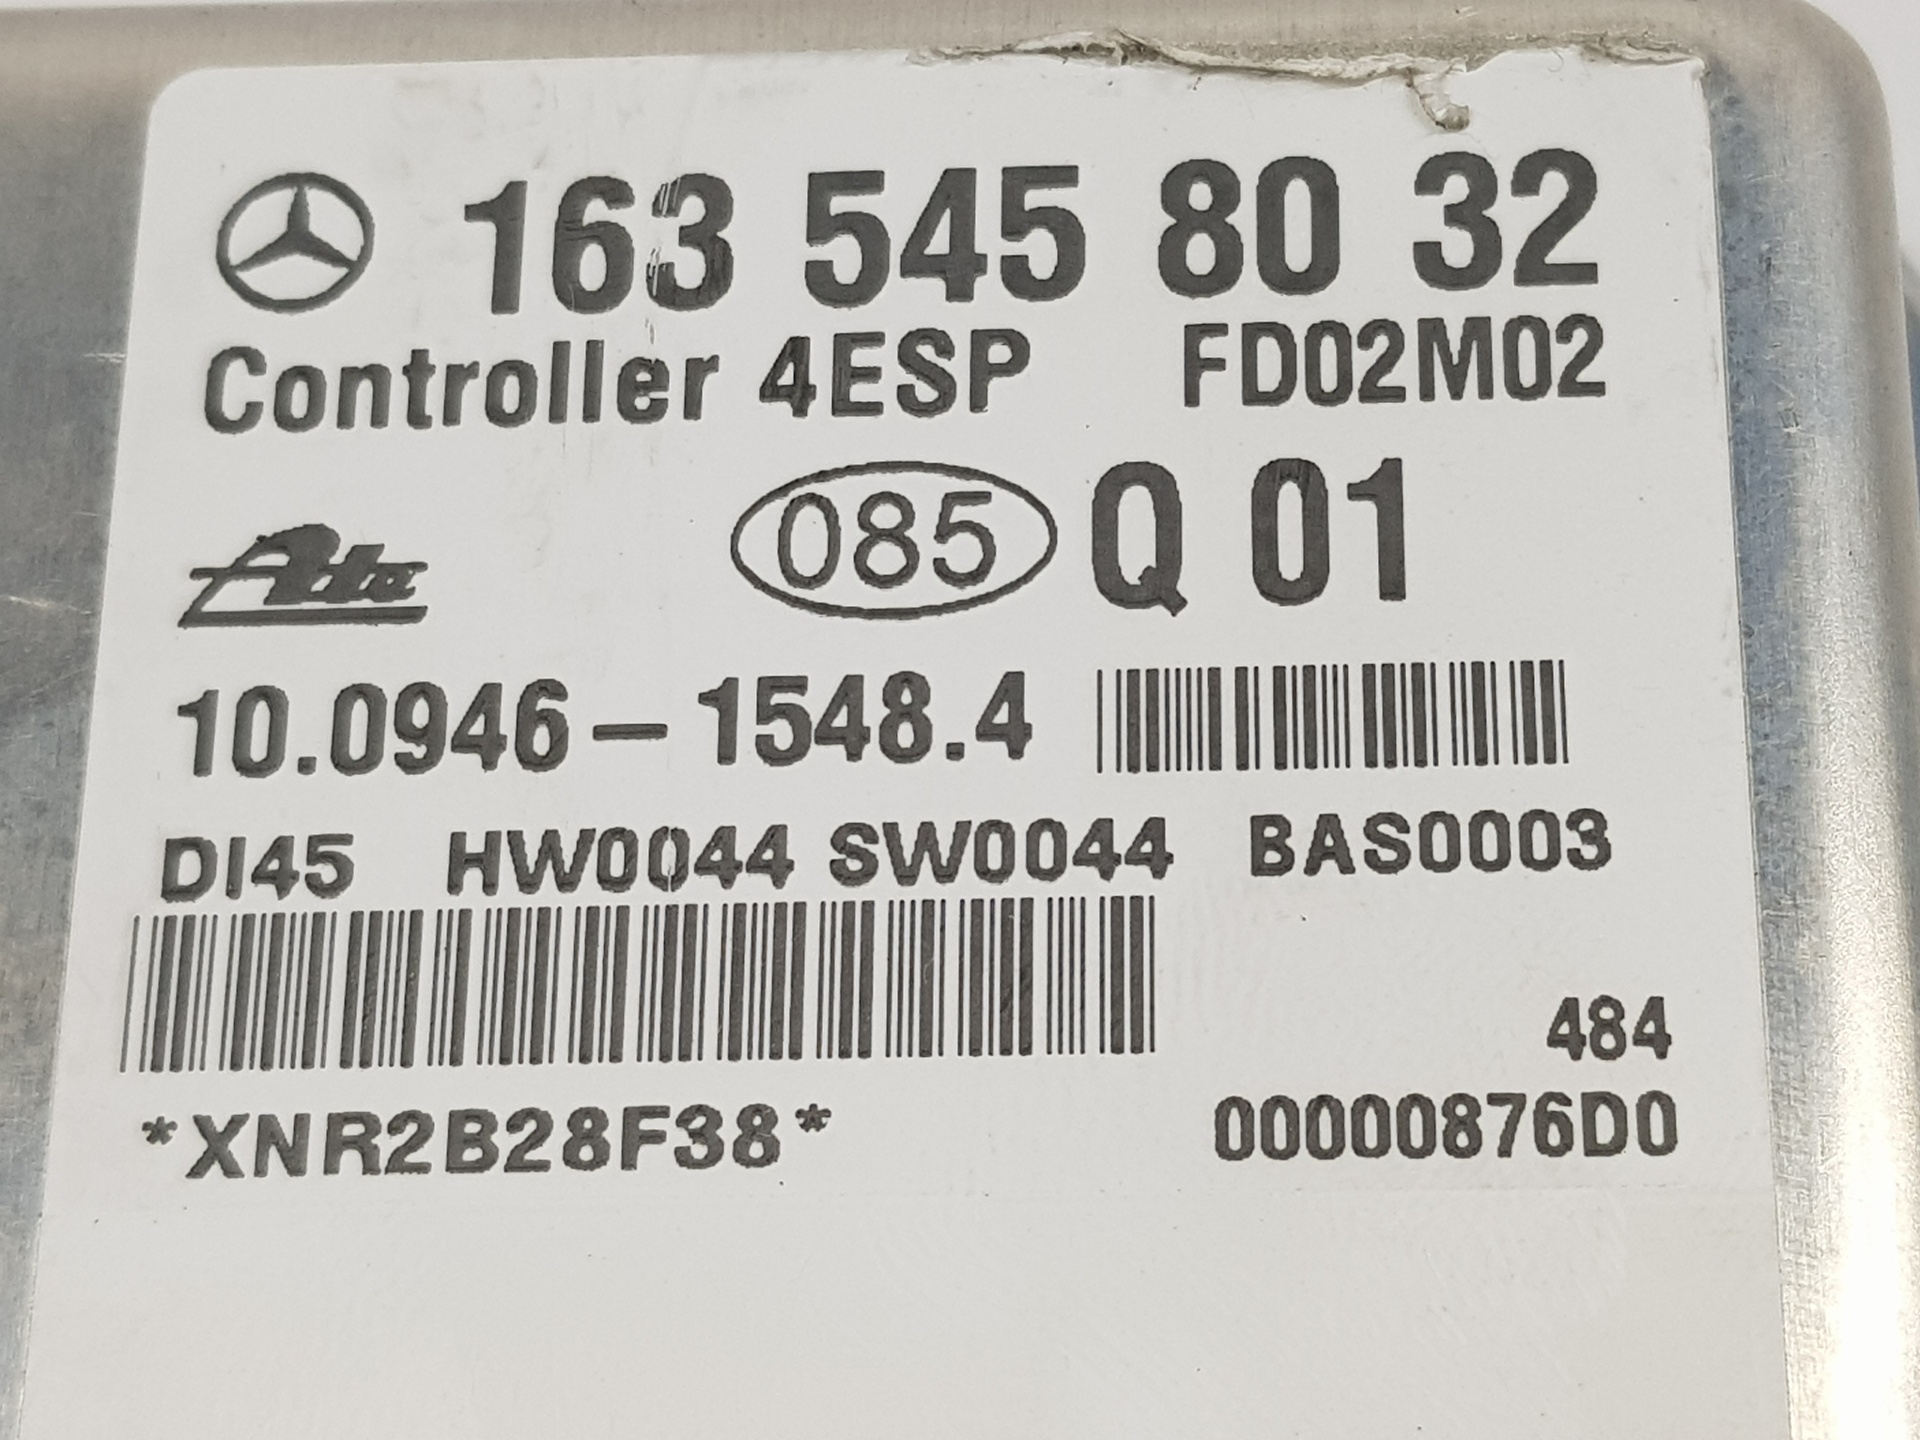 163 545 80 32
Controller 4ESP FD02M02
Ate 085 Q 01
10.0946-1548.4
DI45 HW0044 SW0044 BAS0003
484
*XNR2B28F38* 00000876D0